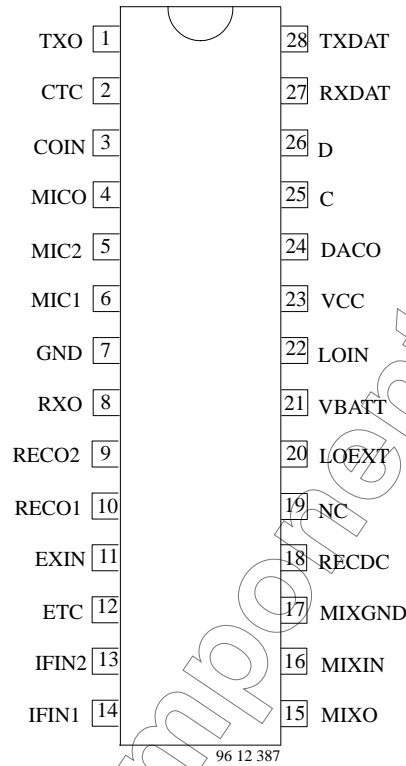 TXO 1 28 TXDAT
CTC 2 27 RXDAT
COIN 3 26 D
MICO 4 25 C
MIC2 5 24 DACO
MIC1 6 23 VCC
GND 7 22 LOIN
RXO 8 21 VBATT
RECO2 9 20 LOEXT
RECO1 10 19 NC
EXIN 11 18 RECDC
ETC 12 17 MIXGND
IFIN2 13 16 MIXIN
IFIN1 14 15 MIXO
96 12 387